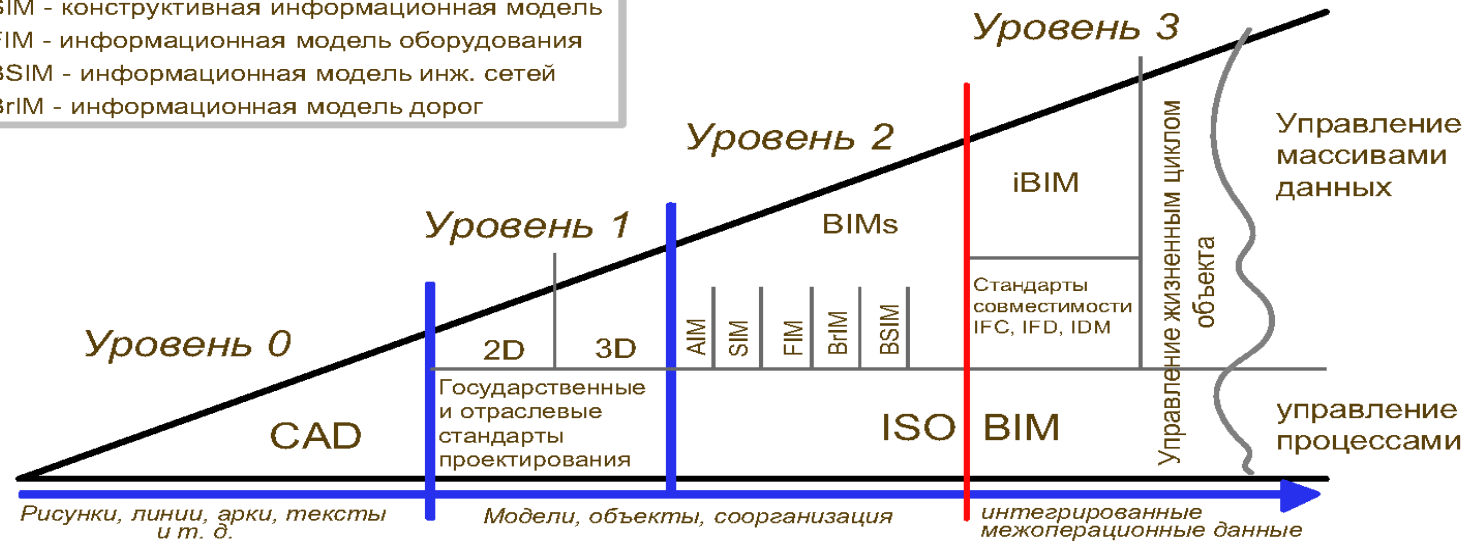 SIM - конструктивная информационная модель
FIM - информационная модель оборудования
BSIM - информационная модель инж. сетей
BrIM - информационная модель дорог
Уровень 3
Уровень 2
Уровень 1
Уровень 0
Управление
массивами
данных
iBIM
BIMs
Стандарты
совместимости
IFC, IFD, IDM
Управление жизненным циклом
объекта
2D
3D
AIM
SIM
FIM
BrIM
BSIM
CAD
Государственные
и отраслевые
стандарты
проектирования
ISO
BIM
управление
процессами
Рисунки, линии, арки, тексты
и т. д.
Модели, объекты, соорганизация
интегрированные
межоперационные данные